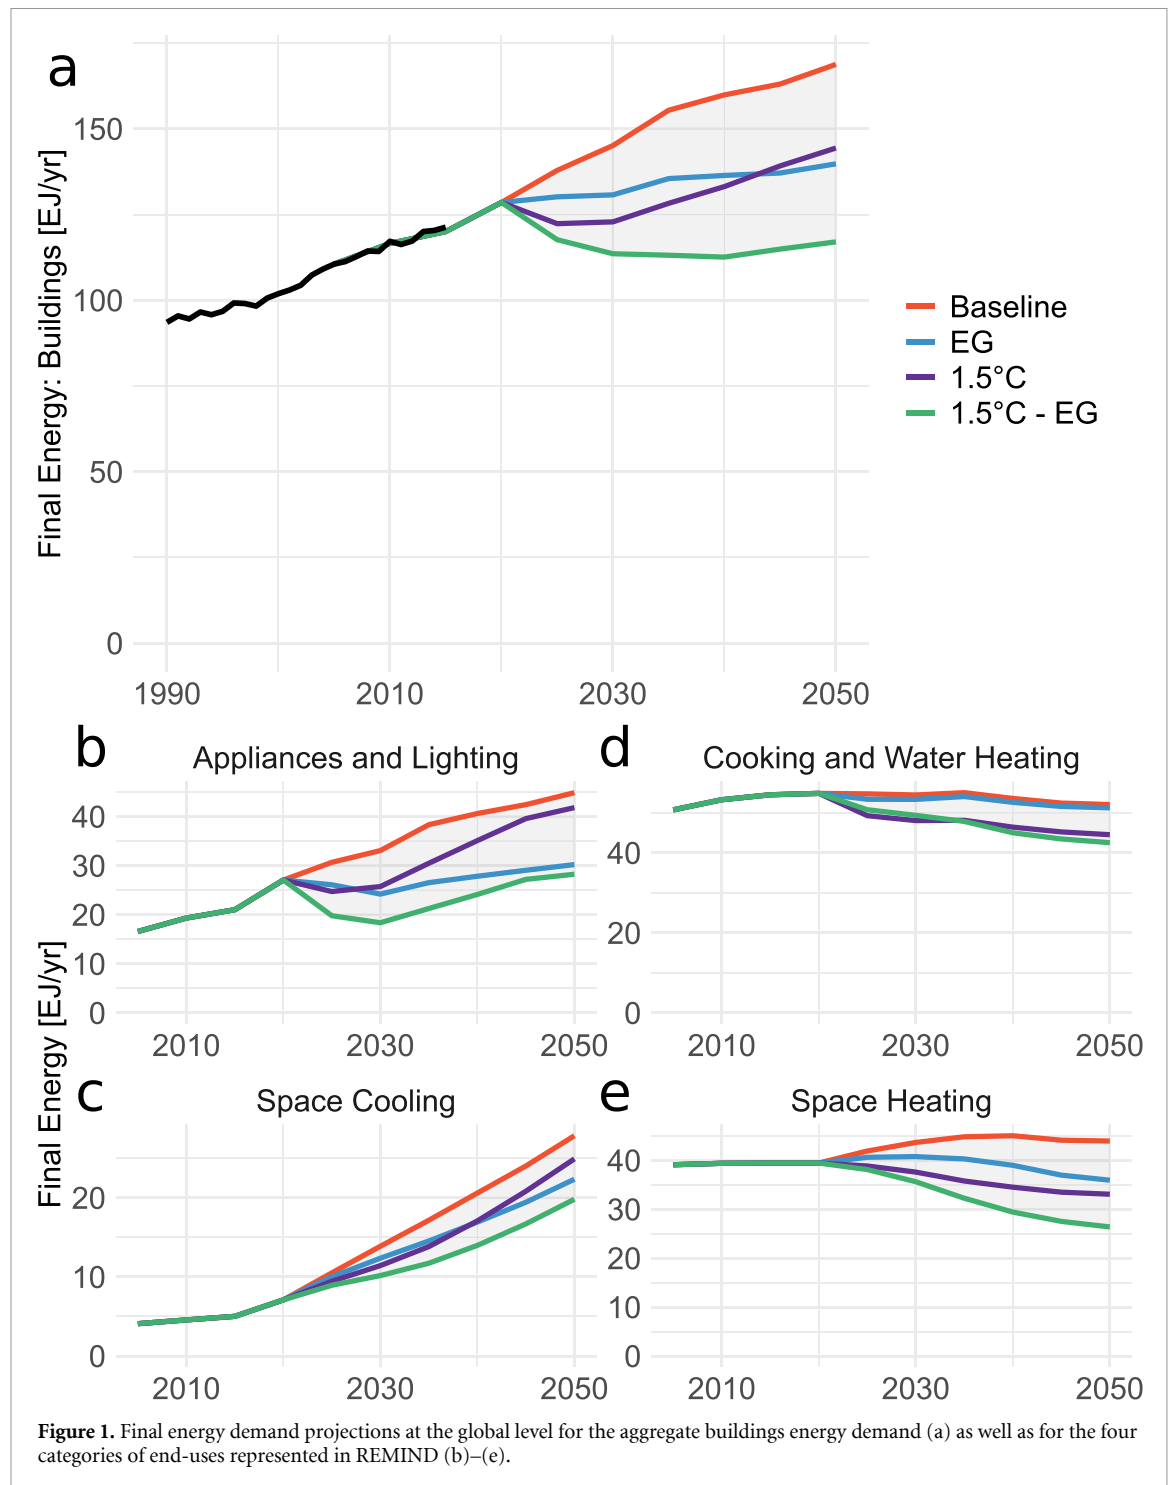 a
Final Energy: Buildings [EJ/yr]
150
100
50
0
1990 2010 2030 2050
Baseline
EG
1.5°C
1.5°C - EG
Final Energy [EJ/yr]
b
Appliances and Lighting
40
30
20
10
0
2010 2030 2050
d
Cooking and Water Heating
40
20
0
2010 2030 2050
c
Space Cooling
20
10
0
2010 2030 2050
e
Space Heating
40
30
20
10
0
2010 2030 2050
Figure 1. Final energy demand projections at the global level for the aggregate buildings energy demand (a) as well as for the four
categories of end-uses represented in REMIND (b)–(e).